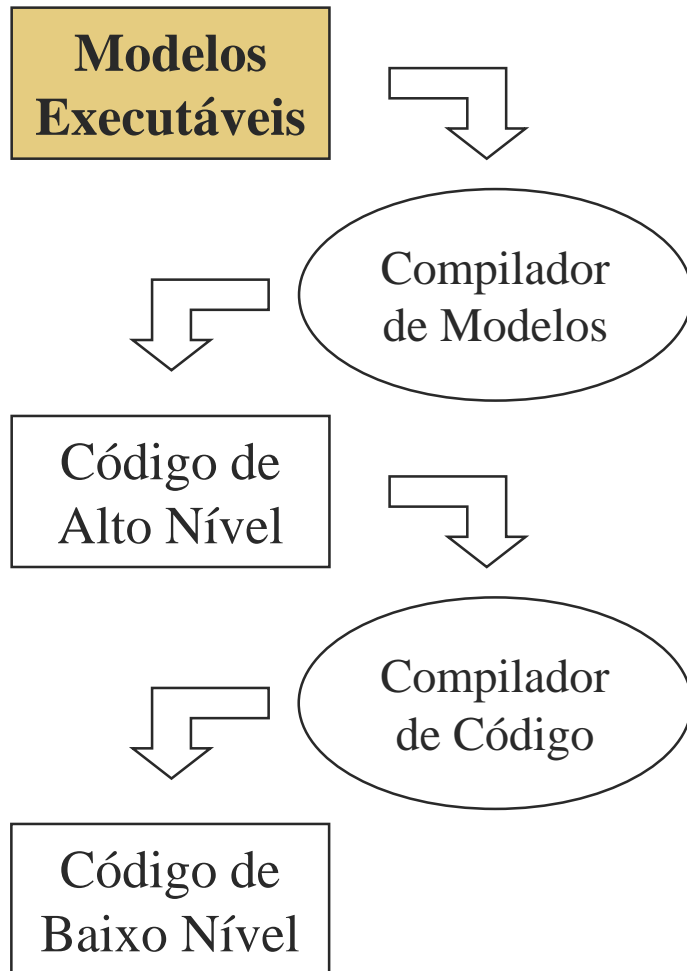 Modelos
Executáveis
Compilador
de Modelos
Código de
Alto Nível
Compilador
de Código
Código de
Baixo Nível